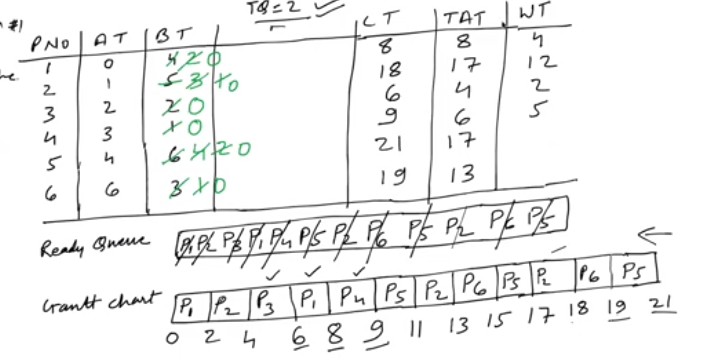 #1 TQ=2
PNO AT BT CT TAT WT
1 0 4 2 0 8 8 4
2 1 5 3 1 0 18 17 12
3 2 2 0 6 4 2
4 3 1 0 9 6 5
5 4 6 4 2 0 21 17
6 6 3 1 0 19 13
Ready Queue P1 P2 P3 P1 P4 P5 P2 P6 P5 P2 P6 P5
Gantt chart P1 P2 P3 P1 P4 P5 P2 P6 P5 P2 P6 P5
0 2 4 6 8 9 11 13 15 17 18 19 21